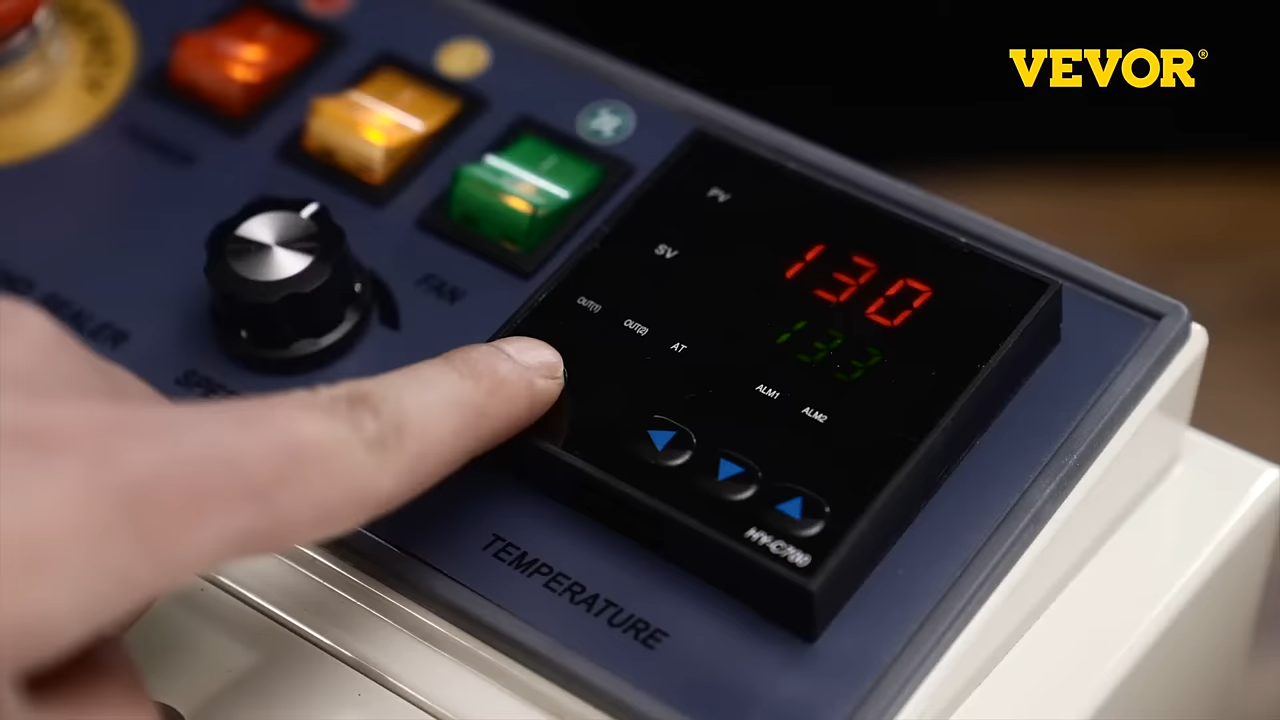 VEVOR®
PV
SV
130
133
OUT(1)
OUT(2)
AT
ALM1
ALM2
FAN
HY-C700
TEMPERATURE